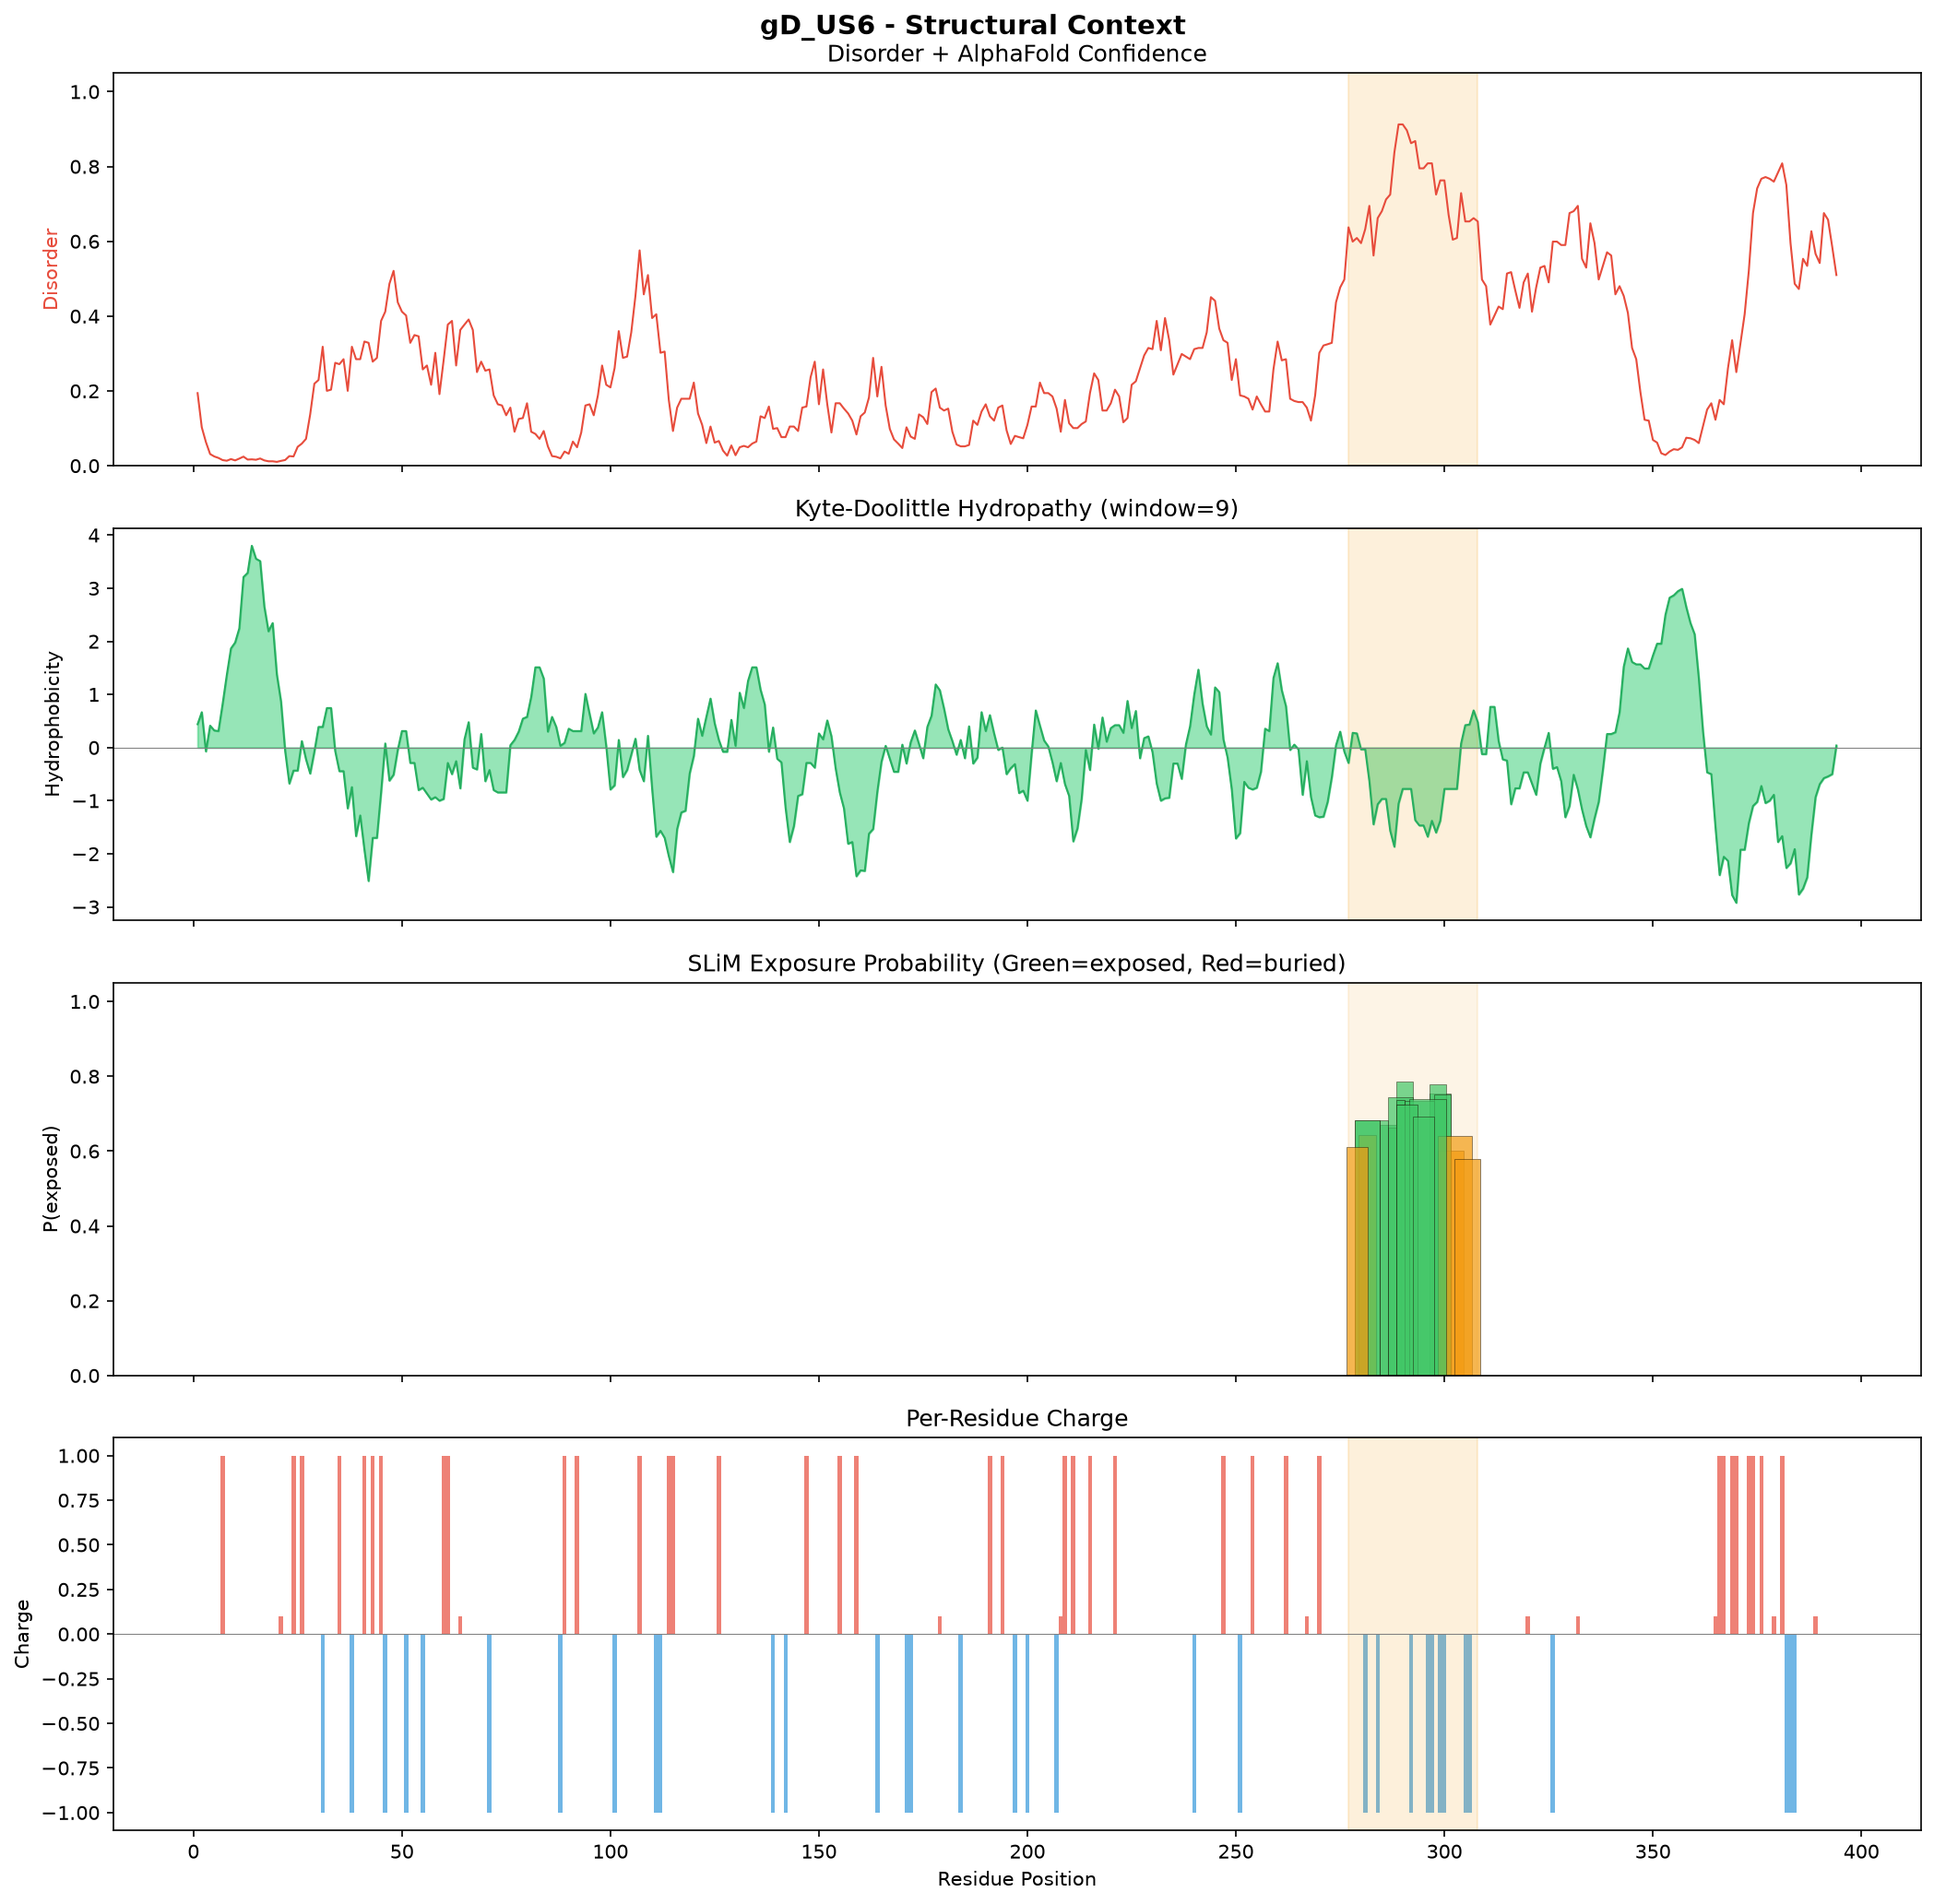 gD_US6 - Structural Context
Disorder + AlphaFold Confidence
Disorder
1.0
0.8
0.6
0.4
0.2
0.0
Kyte-Doolittle Hydropathy (window=9)
Hydrophobicity
4
3
2
1
0
−1
−2
−3
SLiM Exposure Probability (Green=exposed, Red=buried)
P(exposed)
1.0
0.8
0.6
0.4
0.2
0.0
Per-Residue Charge
Charge
1.00
0.75
0.50
0.25
0.00
−0.25
−0.50
−0.75
−1.00
0 50 100 150 200 250 300 350 400
Residue Position